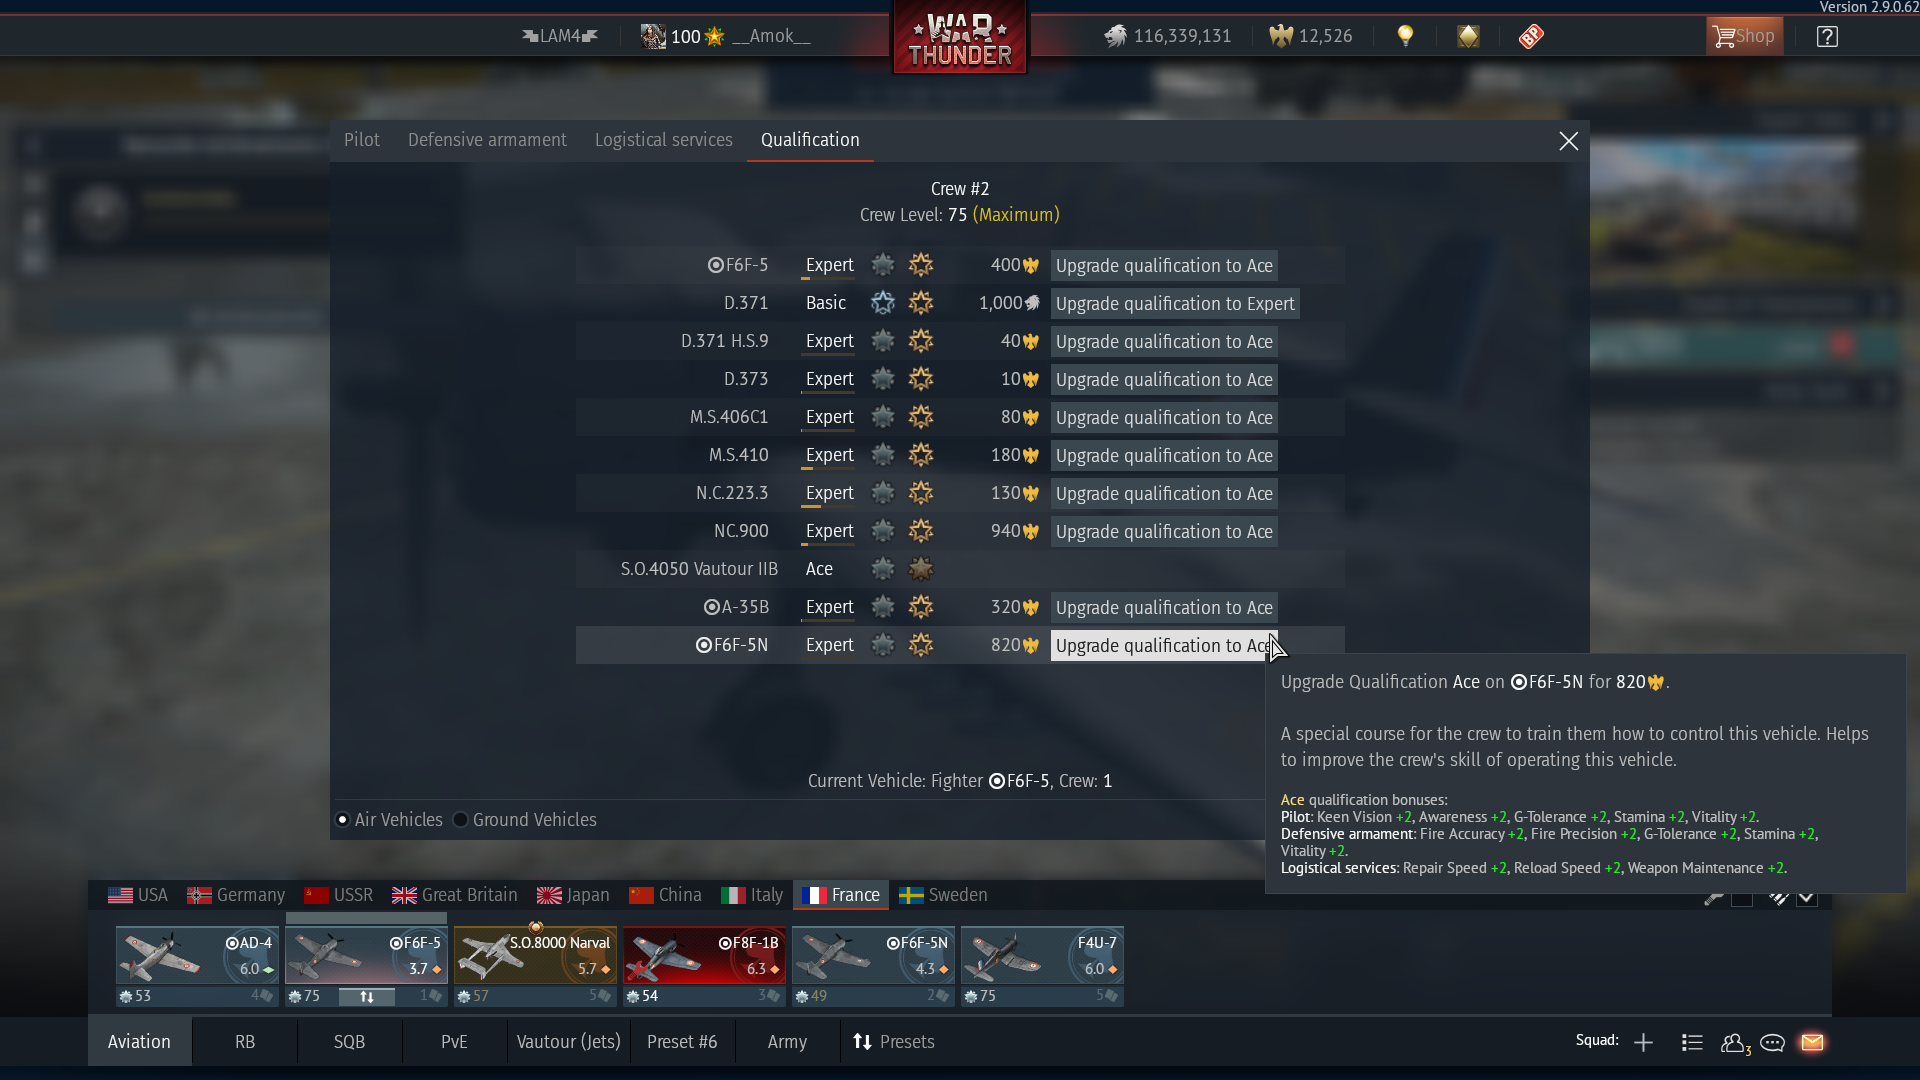 Version 2.9.0.62
LAM4
100 __Amok__
WAR THUNDER
116,339,131
12,526
BP
Shop
?
Pilot
Defensive armament
Logistical services
Qualification
Crew #2
Crew Level: 75 (Maximum)
F6F-5 Expert 400 Upgrade qualification to Ace
D.371 Basic 1,000 Upgrade qualification to Expert
D.371 H.S.9 Expert 40 Upgrade qualification to Ace
D.373 Expert 10 Upgrade qualification to Ace
M.S.406C1 Expert 80 Upgrade qualification to Ace
M.S.410 Expert 180 Upgrade qualification to Ace
N.C.223.3 Expert 130 Upgrade qualification to Ace
NC.900 Expert 940 Upgrade qualification to Ace
S.O.4050 Vautour IIB Ace
A-35B Expert 320 Upgrade qualification to Ace
F6F-5N Expert 820 Upgrade qualification to Ace
Upgrade Qualification Ace on F6F-5N for 820.
A special course for the crew to train them how to control this vehicle. Helps
to improve the crew's skill of operating this vehicle.
Ace qualification bonuses:
Pilot: Keen Vision +2, Awareness +2, G-Tolerance +2, Stamina +2, Vitality +2.
Defensive armament: Fire Accuracy +2, Fire Precision +2, G-Tolerance +2, Stamina +2,
Vitality +2.
Logistical services: Repair Speed +2, Reload Speed +2, Weapon Maintenance +2.
Current Vehicle: Fighter F6F-5, Crew: 1
Air Vehicles
Ground Vehicles
USA
Germany
USSR
Great Britain
Japan
China
Italy
France
Sweden
AD-4
6.0
53
4
F6F-5
3.7
75
1
S.O.8000 Narval
5.7
57
5
F8F-1B
6.3
54
3
F6F-5N
4.3
49
2
F4U-7
6.0
75
5
Aviation
RB
SQB
PvE
Vautour (Jets)
Preset #6
Army
Presets
Squad:
3